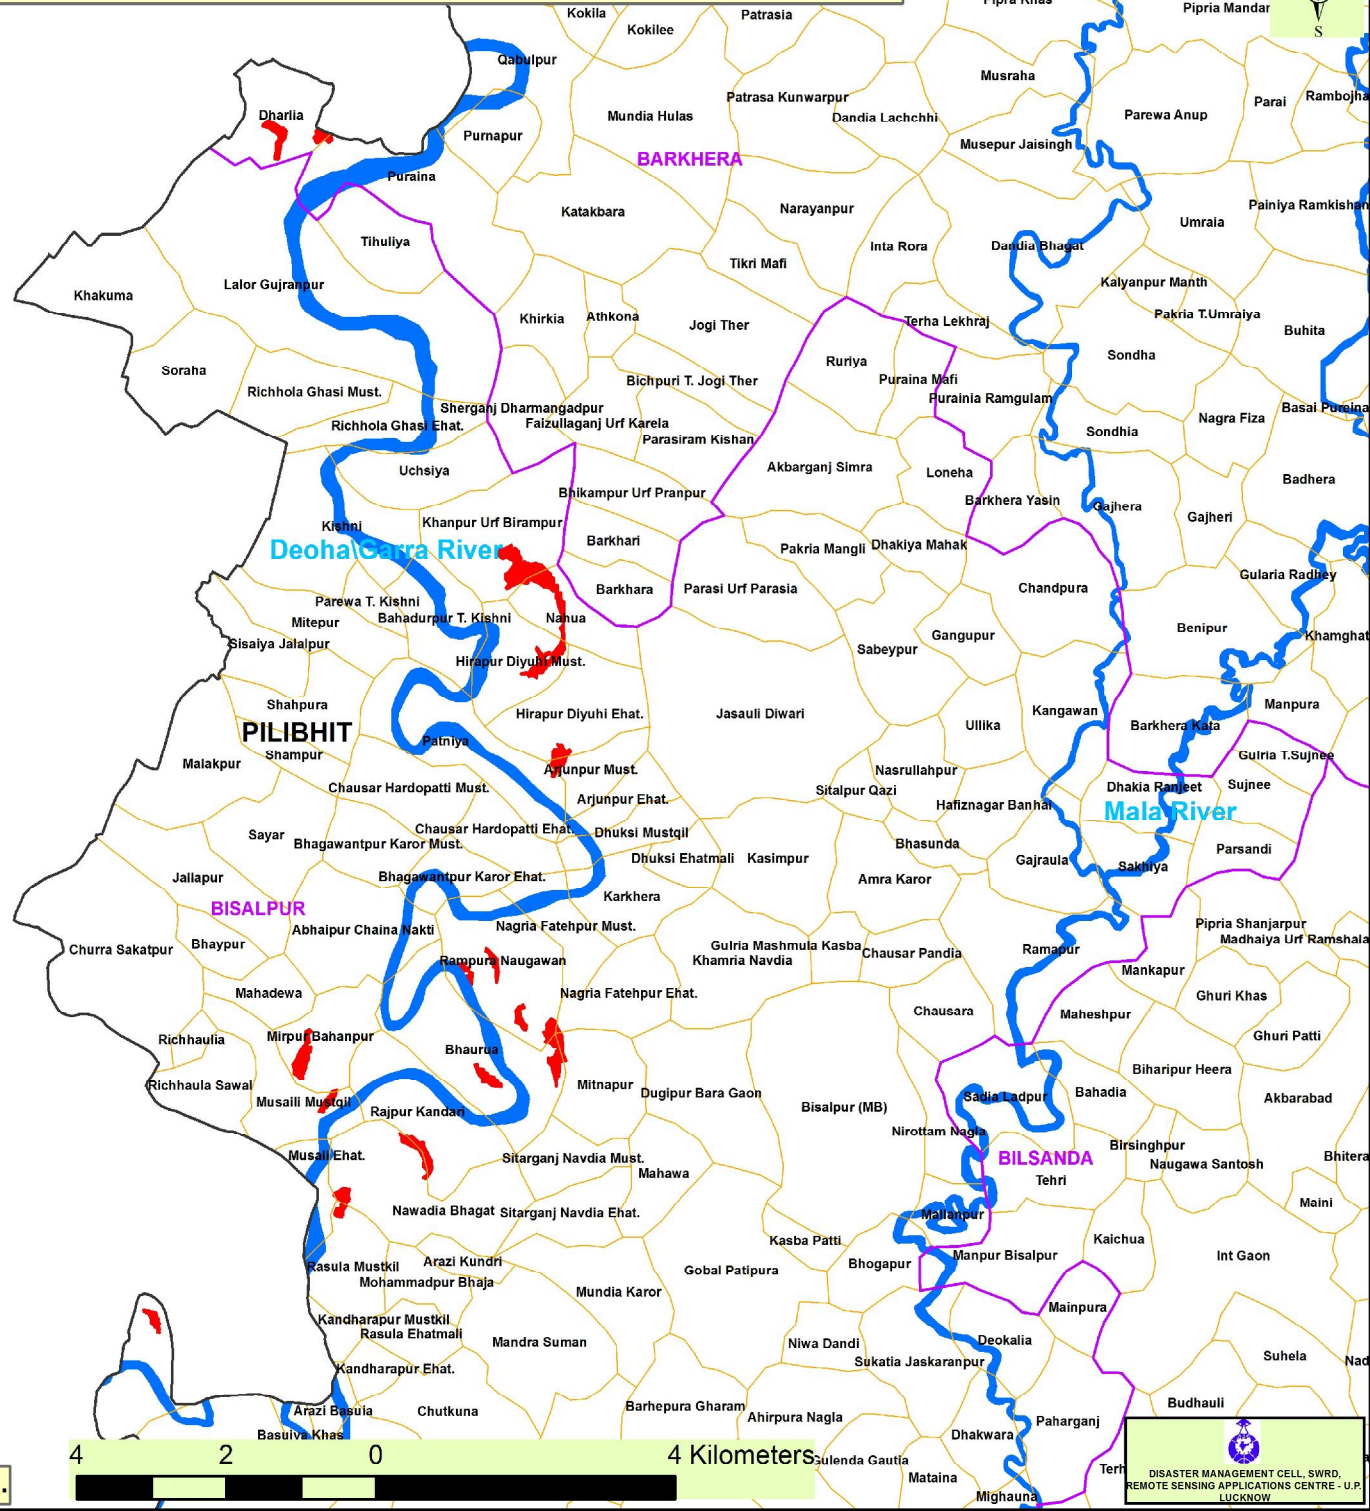 Kokila
Kokilee
Patrasia
Pipra Khas
Pipria Mandar
S
Qabulpur
Musraha
Dharlia
Mundia Hulas
Patrasa Kunwarpur
Dandia Lachchhi
Parewa Anup
Parai
Rambojha
Purnapur
Musepur Jaisingh
BARKHERA
Puraina
Katakbara
Narayanpur
Painiya Ramkishan
Umraia
Tihuliya
Inta Rora
Dandia Bhagat
Tikri Mafi
Khakuma
Lalor Gujranpur
Kalyanpur Manth
Khirkia
Athkona
Jogi Ther
Terha Lekhraj
Pakria T.Umraiya
Buhita
Soraha
Ruriya
Sondha
Richhola Ghasi Must.
Bichpuri T. Jogi Ther
Puraina Mafi
Purainia Ramgulam
Sherganj Dharmangadpur
Basai Pureina
Richhola Ghasi Ehat.
Faizullaganj Urf Karela
Nagra Fiza
Parasiram Kishan
Sondhia
Uchsiya
Akbarganj Simra
Loneha
Badhera
Bhikampur Urf Pranpur
Barkhera Yasin
Gajhera
Kishni
Khanpur Urf Birampur
Gajheri
Deoha\Garra River
Barkhari
Pakria Mangli
Dhakiya Mahak
Gularia Radhey
Barkhara
Parasi Urf Parasia
Chandpura
Parewa T. Kishni
Mitepur
Bahadurpur T. Kishni
Nahua
Benipur
Khamghat
Sisaiya Jalalpur
Gangupur
Sabeypur
Hirapur Diyuhi Must.
Shahpura
Hirapur Diyuhi Ehat.
Jasauli Diwari
Ullika
Kangawan
Manpura
PILIBHIT
Barkhera Kata
Patniya
Shampur
Gulria T.Sujnee
Malakpur
Arjunpur Must.
Nasrullahpur
Chausar Hardopatti Must.
Sitalpur Qazi
Dhakia Ranjeet
Sujnee
Arjunpur Ehat.
Hafiznagar Banhai
Mala River
Sayar
Chausar Hardopatti Ehat.
Dhuksi Mustqil
Bhagawantpur Karor Must.
Bhasunda
Parsandi
Dhuksi Ehatmali
Kasimpur
Gajraula
Sakhiya
Jallapur
Bhagawantpur Karor Ehat.
Amra Karor
Karkhera
BISALPUR
Abhaipur Chaina Nakti
Nagria Fatehpur Must.
Pipria Shanjarpur
Churra Sakatpur
Bhaypur
Gulria Mashmula Kasba
Madhaiya Urf Ramshala
Rampura Naugawan
Khamria Navdia
Chausar Pandia
Ramapur
Mankapur
Mahadewa
Nagria Fatehpur Ehat.
Ghuri Khas
Chausara
Maheshpur
Richhaulia
Mirpur Bahanpur
Ghuri Patti
Bhaurua
Biharipur Heera
Richhaula Sawal
Mitnapur
Dugipur Bara Gaon
Sadia Ladpur
Bahadia
Akbarabad
Musaili Mustqil
Rajpur Kandari
Bisalpur (MB)
Nirottam Nagla
Birsinghpur
Musaili Ehat.
Sitarganj Navdia Must.
BILSANDA
Naugawa Santosh
Bhitera
Mahawa
Tehri
Maini
Nawadia Bhagat
Sitarganj Navdia Ehat.
Mallanpur
Kasba Patti
Kaichua
Rasula Mustkil
Arazi Kundri
Gobal Patipura
Bhogapur
Manpur Bisalpur
Int Gaon
Mohammadpur Bhaja
Mundia Karor
Kandharapur Mustkil
Mainpura
Rasula Ehatmali
Mandra Suman
Niwa Dandi
Deokalia
Kandharapur Ehat.
Sukatia Jaskaranpur
Suhela
Nad
Arazi Basuia
Chutkuna
Barhepura Gharam
Ahirpura Nagla
Paharganj
Budhauli
Basuiya Khas
Dhakwara
4 2 0 4 Kilometers
Gulenda Gautia
Mataina
Terh
Mighauna
DISASTER MANAGEMENT CELL, SWRD,
REMOTE SENSING APPLICATIONS CENTRE - U.P.
LUCKNOW